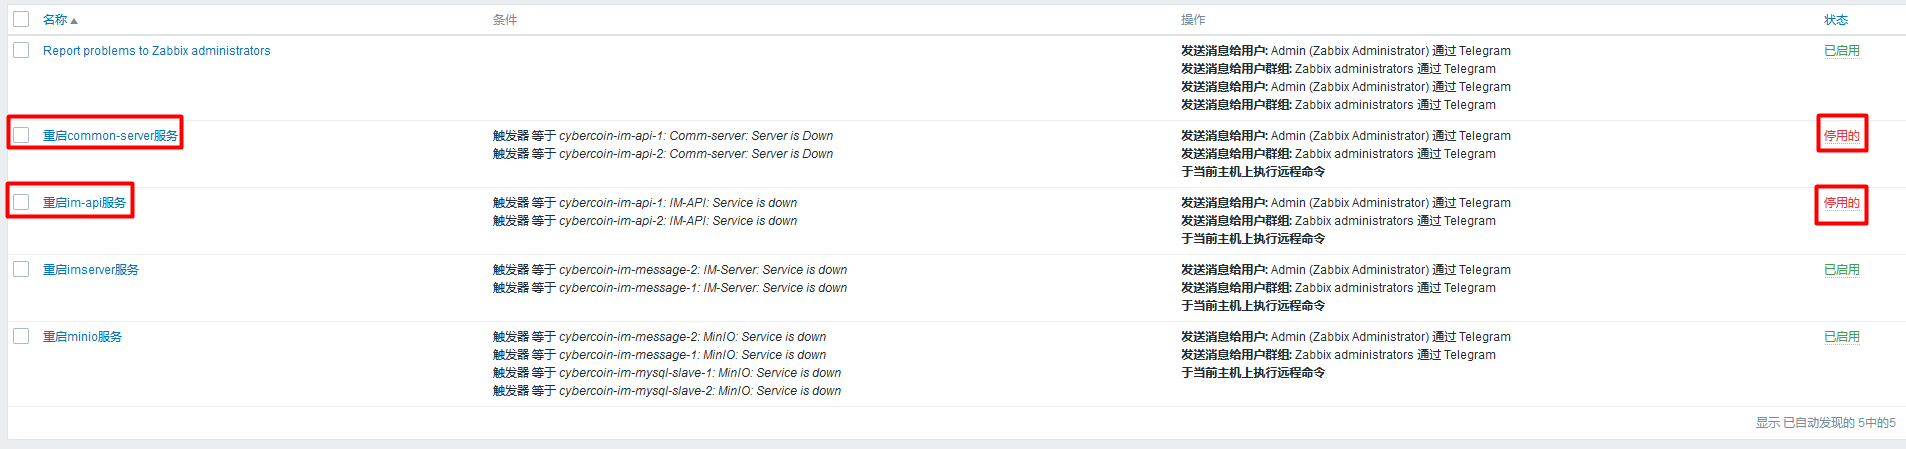 名称▲ 条件 操作 状态
Report problems to Zabbix administrators 发送消息给用户: Admin (Zabbix Administrator) 通过 Telegram 已启用
发送消息给用户群组: Zabbix administrators 通过 Telegram
发送消息给用户: Admin (Zabbix Administrator) 通过 Telegram
发送消息给用户群组: Zabbix administrators 通过 Telegram
重启common-server服务 触发器 等于 cybercoin-im-api-1: Comm-server: Server is Down 发送消息给用户: Admin (Zabbix Administrator) 通过 Telegram 停用的
触发器 等于 cybercoin-im-api-2: Comm-server: Server is Down 发送消息给用户群组: Zabbix administrators 通过 Telegram
于当前主机上执行远程命令
重启im-api服务 触发器 等于 cybercoin-im-api-1: IM-API: Service is down 发送消息给用户: Admin (Zabbix Administrator) 通过 Telegram 停用的
触发器 等于 cybercoin-im-api-2: IM-API: Service is down 发送消息给用户群组: Zabbix administrators 通过 Telegram
于当前主机上执行远程命令
重启imserver服务 触发器 等于 cybercoin-im-message-2: IM-Server: Service is down 发送消息给用户: Admin (Zabbix Administrator) 通过 Telegram 已启用
触发器 等于 cybercoin-im-message-1: IM-Server: Service is down 发送消息给用户群组: Zabbix administrators 通过 Telegram
于当前主机上执行远程命令
重启minio服务 触发器 等于 cybercoin-im-message-2: MinIO: Service is down 发送消息给用户: Admin (Zabbix Administrator) 通过 Telegram 已启用
触发器 等于 cybercoin-im-message-1: MinIO: Service is down 发送消息给用户群组: Zabbix administrators 通过 Telegram
触发器 等于 cybercoin-im-mysql-slave-1: MinIO: Service is down 于当前主机上执行远程命令
触发器 等于 cybercoin-im-mysql-slave-2: MinIO: Service is down
显示 已自动发现的 5中的5